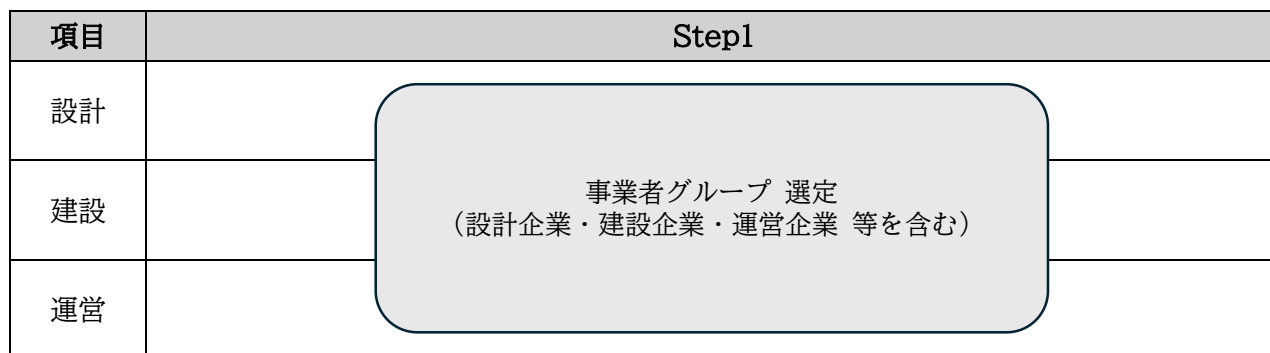 項目 Step1
設計
事業者グループ 選定
建設
（設計企業・建設企業・運営企業 等を含む）
運営